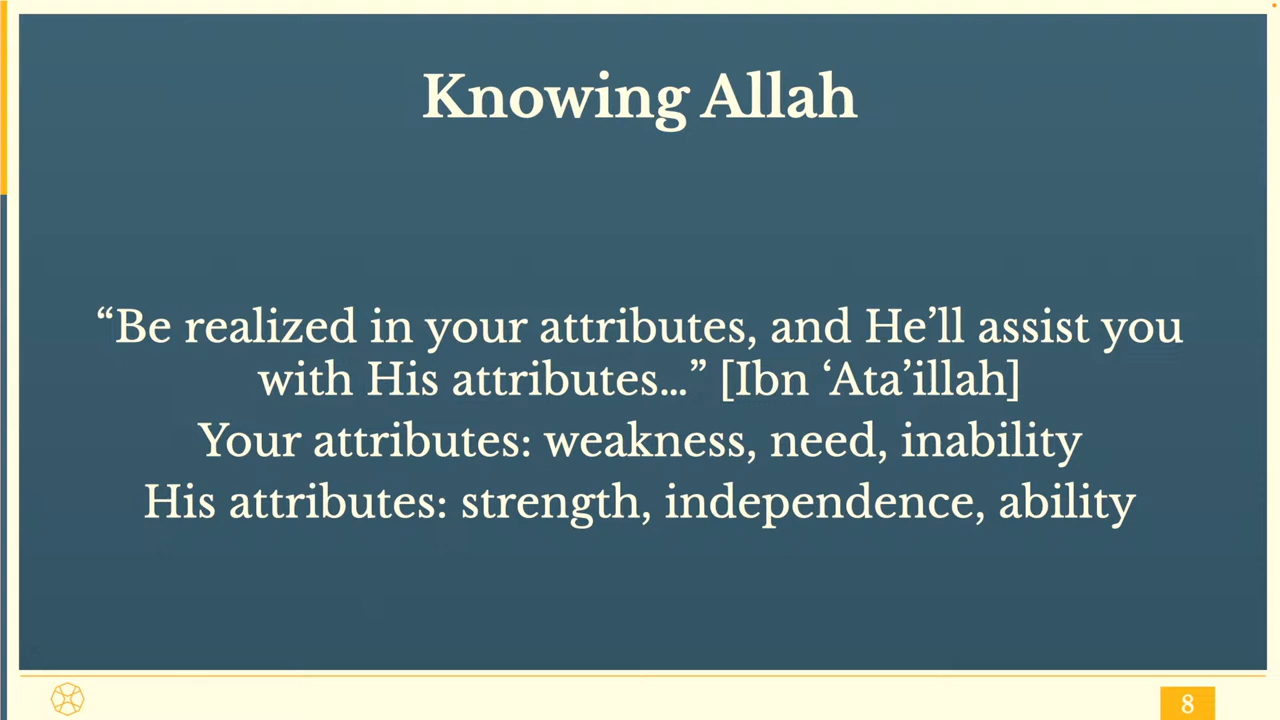 Knowing Allah
“Be realized in your attributes, and He’ll assist you
with His attributes…” [Ibn ‘Ata’illah]
Your attributes: weakness, need, inability
His attributes: strength, independence, ability
8